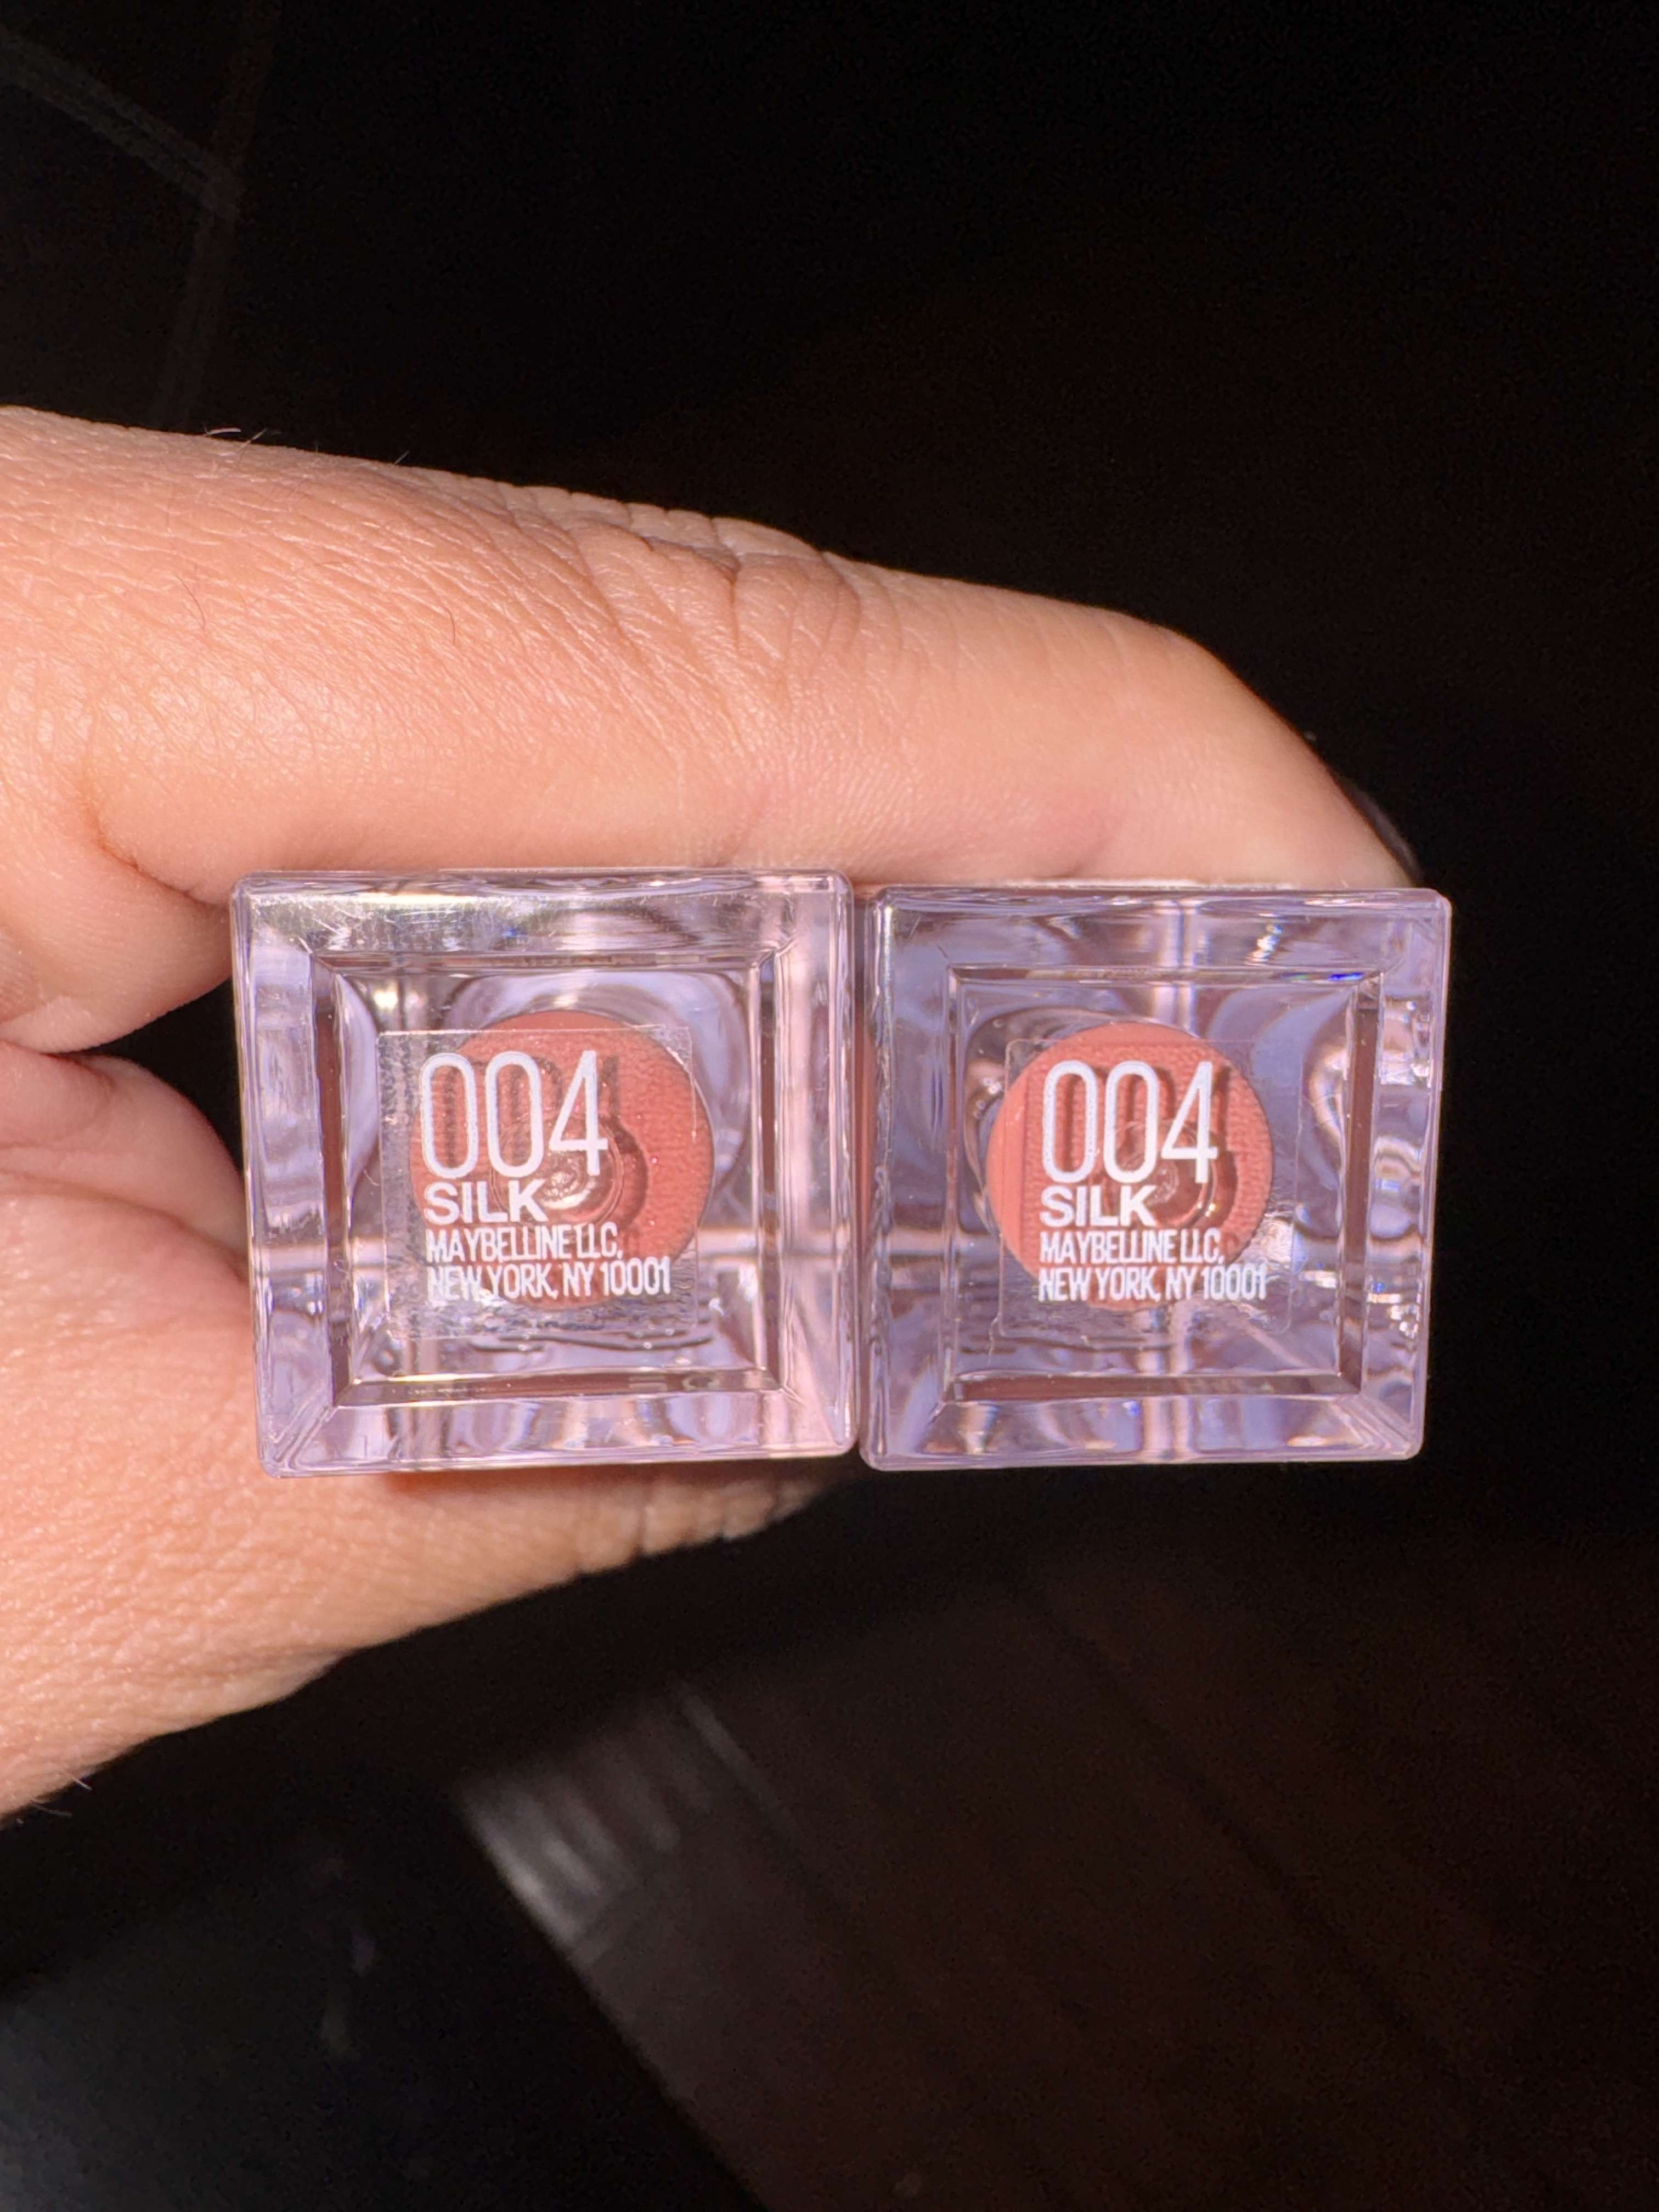 004
SILK
MAYBELLINE LLC,
NEW YORK, NY 10001
004
SILK
MAYBELLINE LLC,
NEW YORK, NY 10001